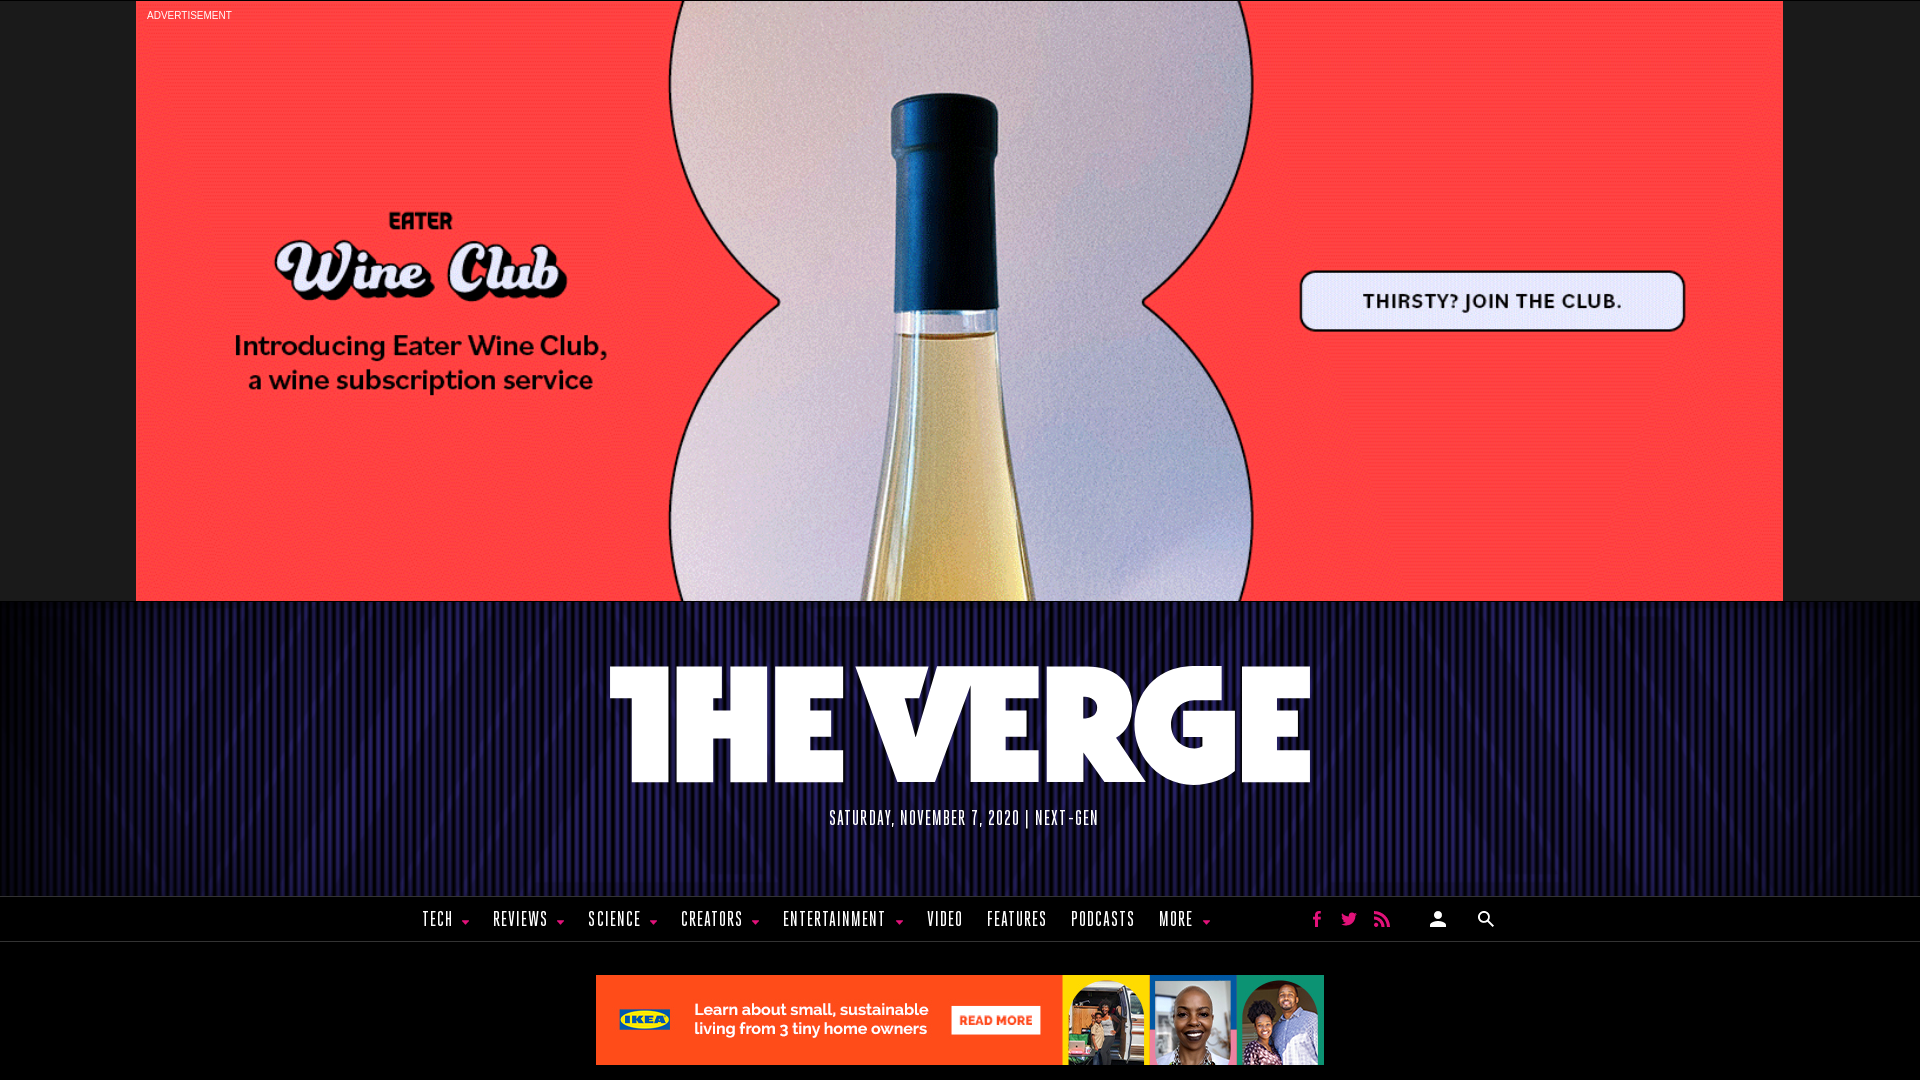 ADVERTISEMENT
EATER
Wine Club
Introducing Eater Wine Club,
a wine subscription service
THIRSTY? JOIN THE CLUB.
THE VERGE
SATURDAY, NOVEMBER 7, 2020 | NEXT-GEN
TECH REVIEWS SCIENCE CREATORS ENTERTAINMENT VIDEO FEATURES PODCASTS MORE
IKEA
Learn about small, sustainable
living from 3 tiny home owners
READ MORE